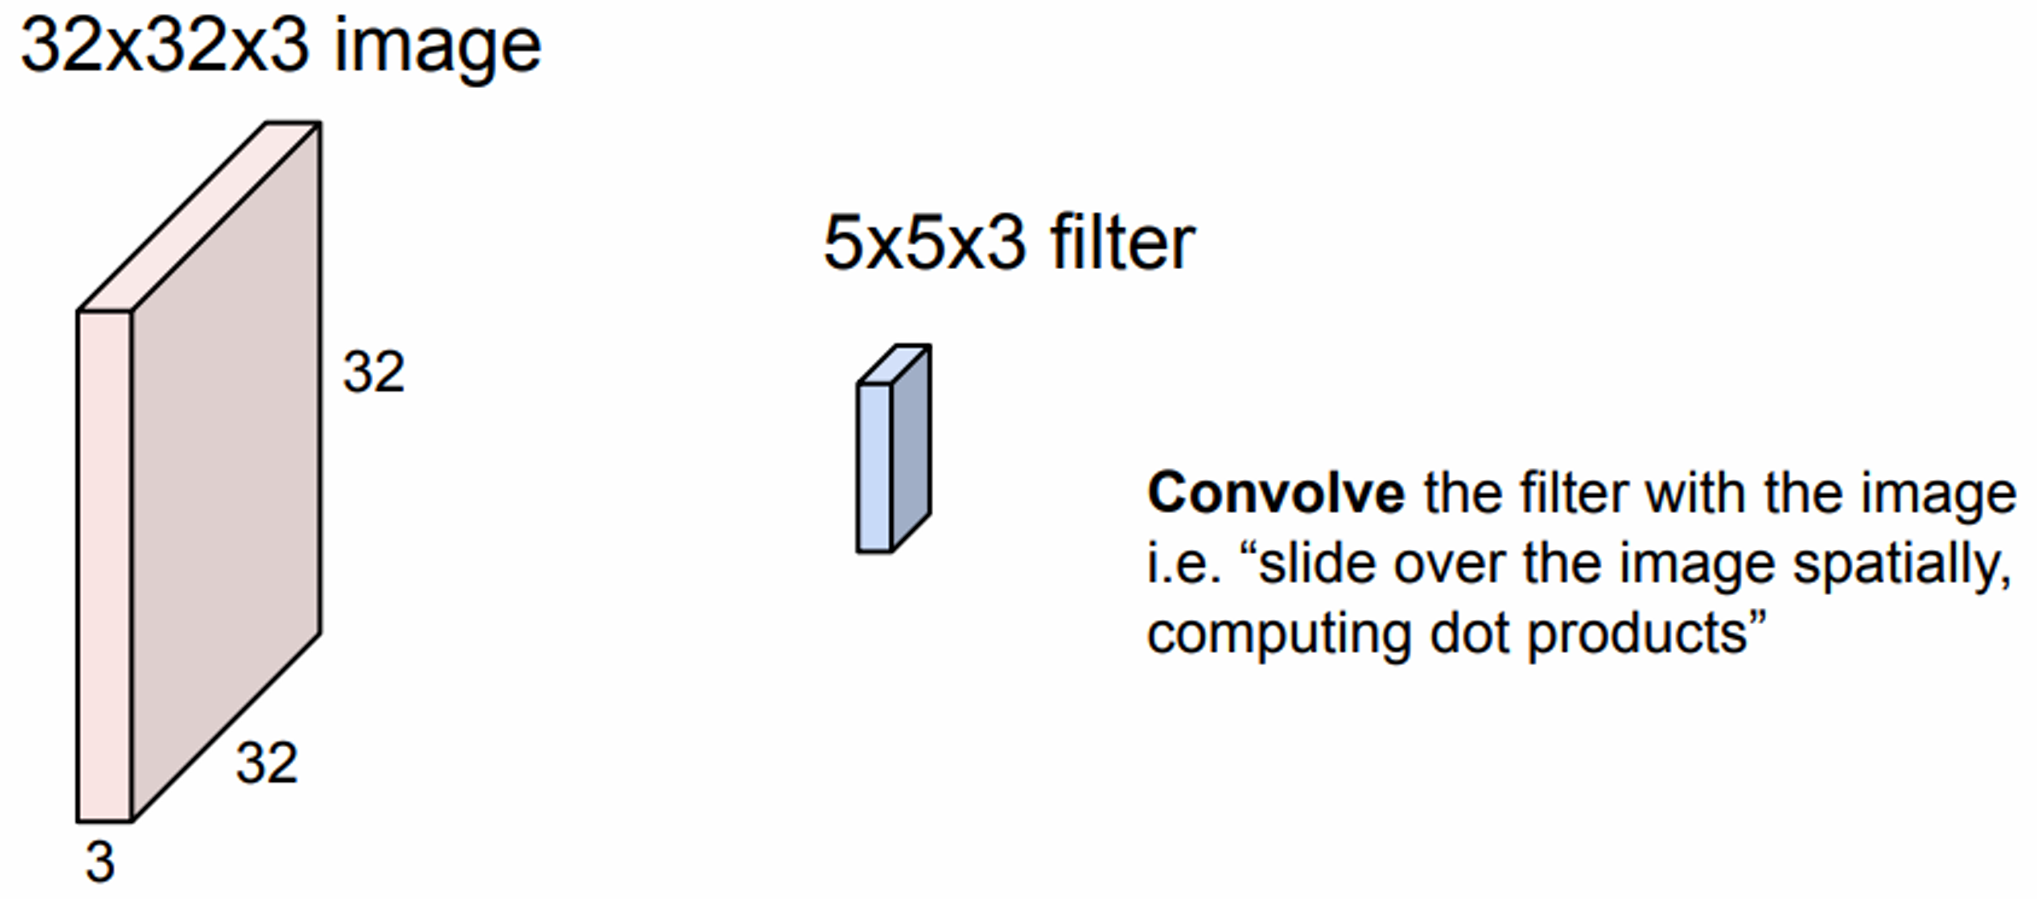 32x32x3 image
32
32
3
5x5x3 filter
Convolve the filter with the image
i.e. “slide over the image spatially,
computing dot products”